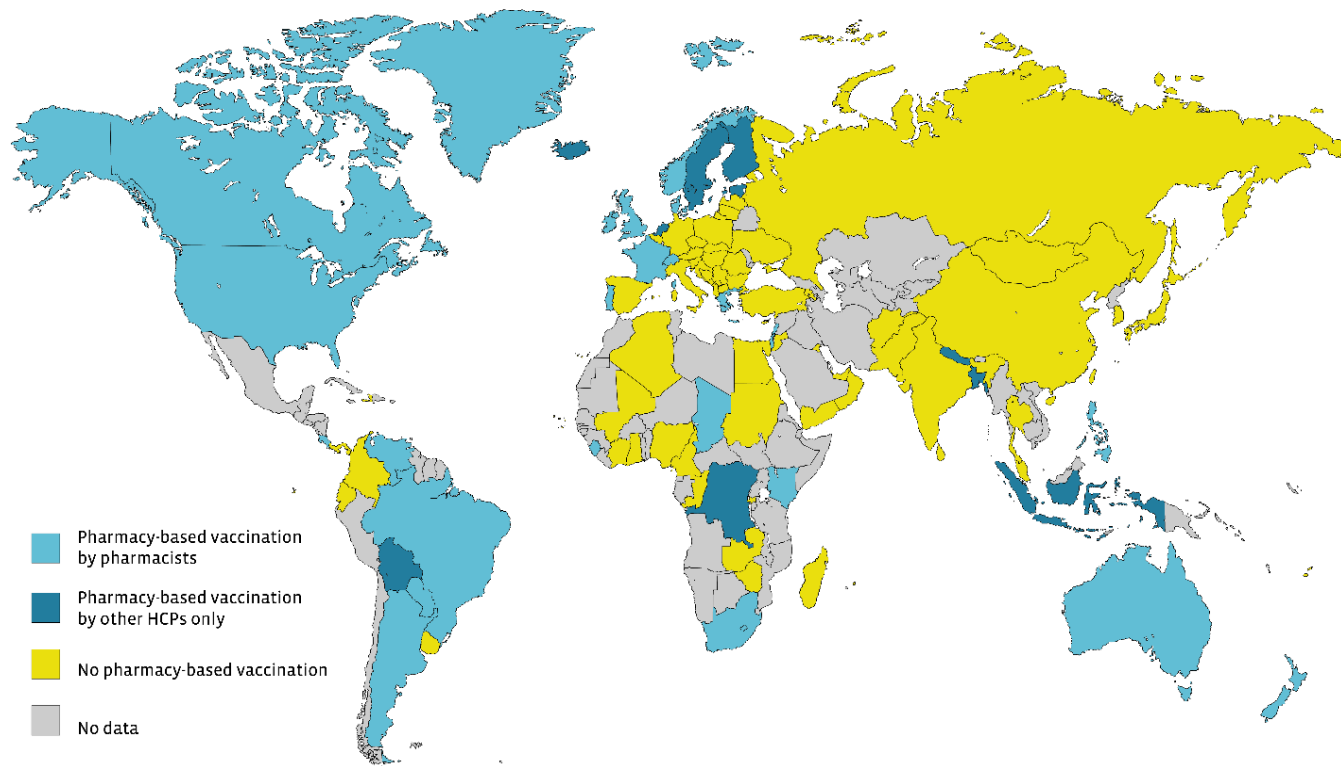 Pharmacy-based vaccination
by pharmacists
Pharmacy-based vaccination
by other HCPs only
No pharmacy-based vaccination
No data